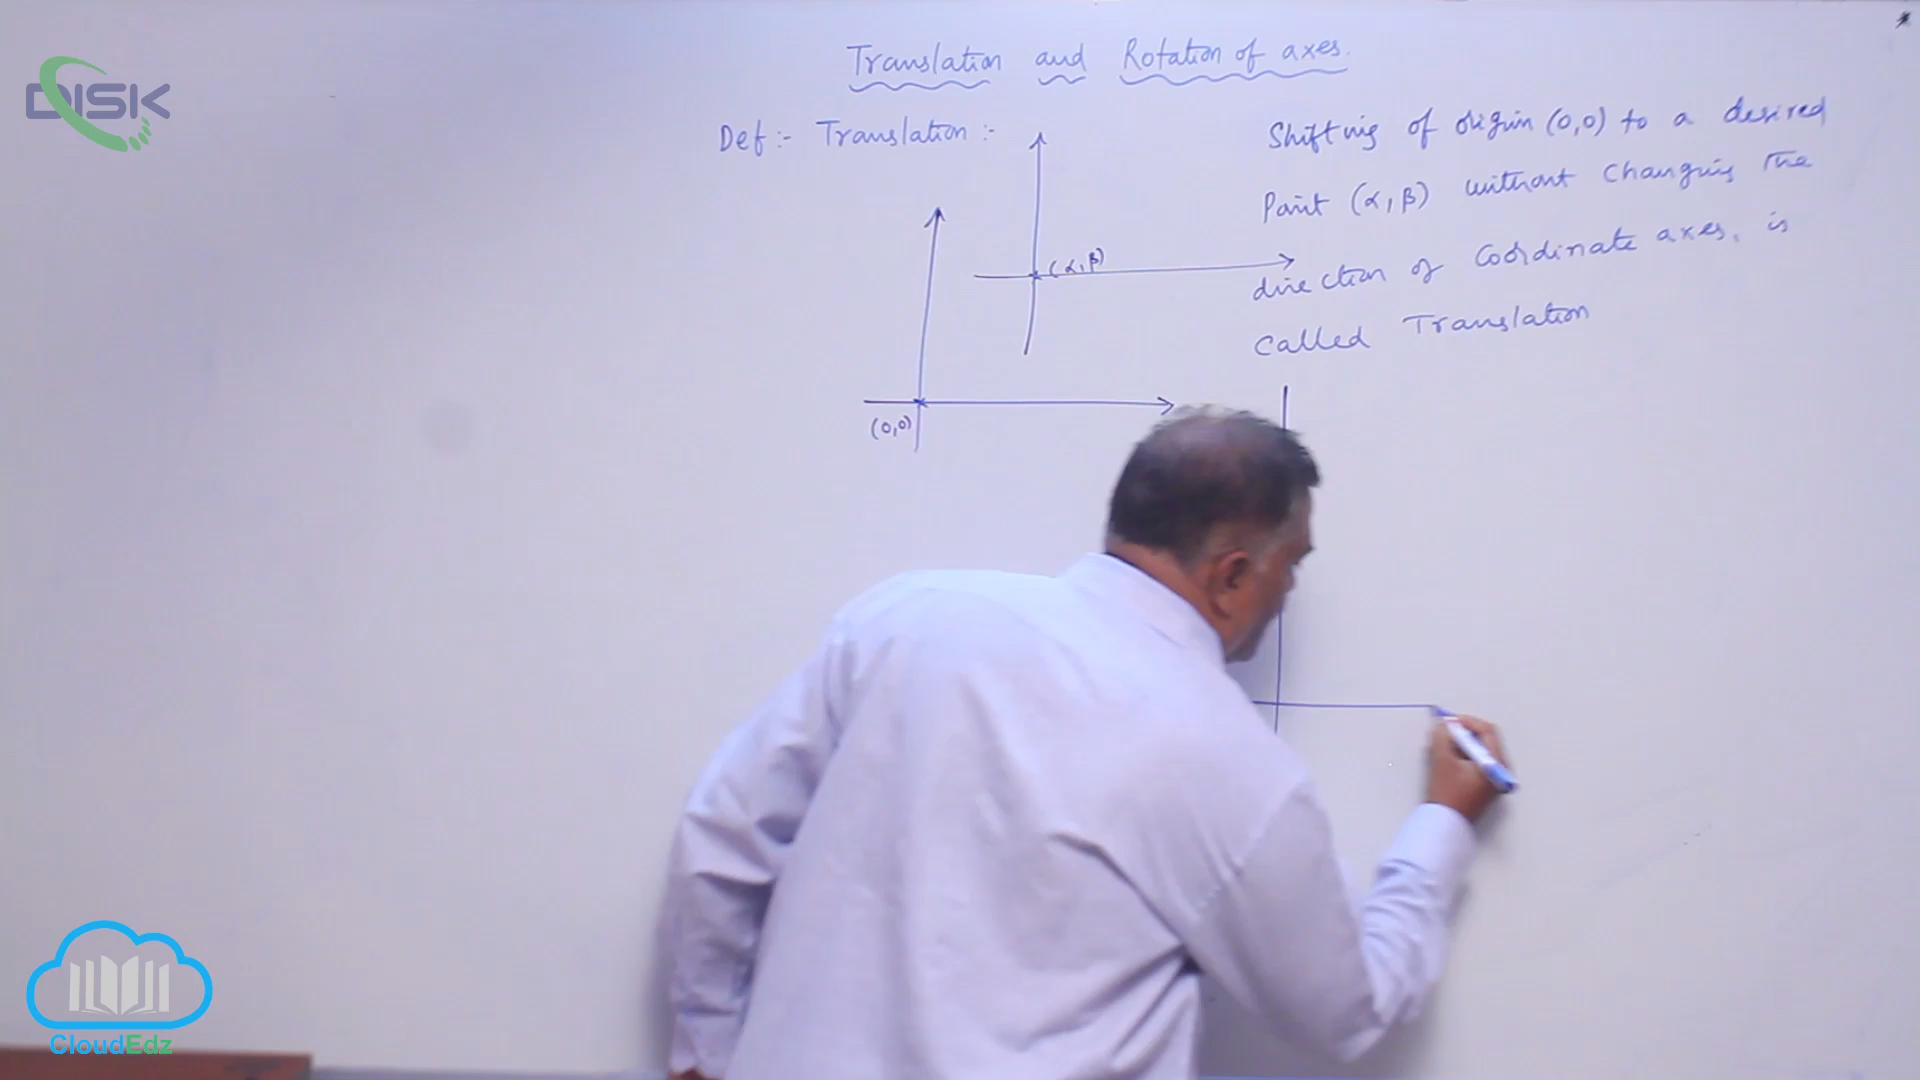 DISK
Translation and Rotation of axes.
Def :- Translation :-
Shifting of origin (0,0) to a desired
Point (α, β) without changing the
direction of coordinate axes, is
called Translation
(α, β)
(0,0)
CloudEdz